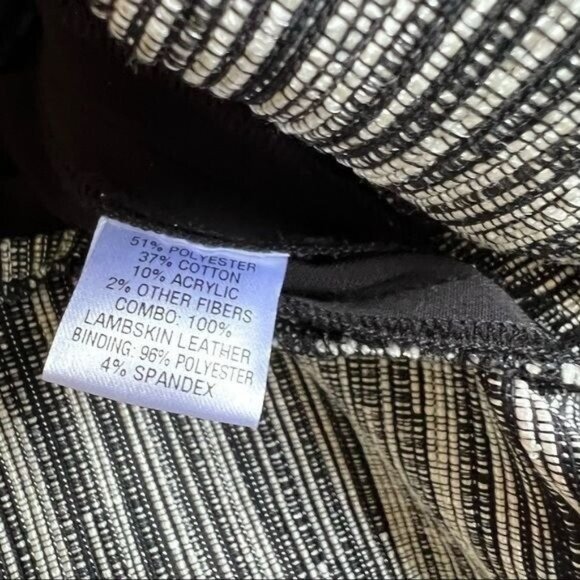 51% POLYESTER
37% COTTON
10% ACRYLIC
2% OTHER FIBERS
COMBO: 100%
LAMBSKIN LEATHER
BINDING: 96% POLYESTER
4% SPANDEX